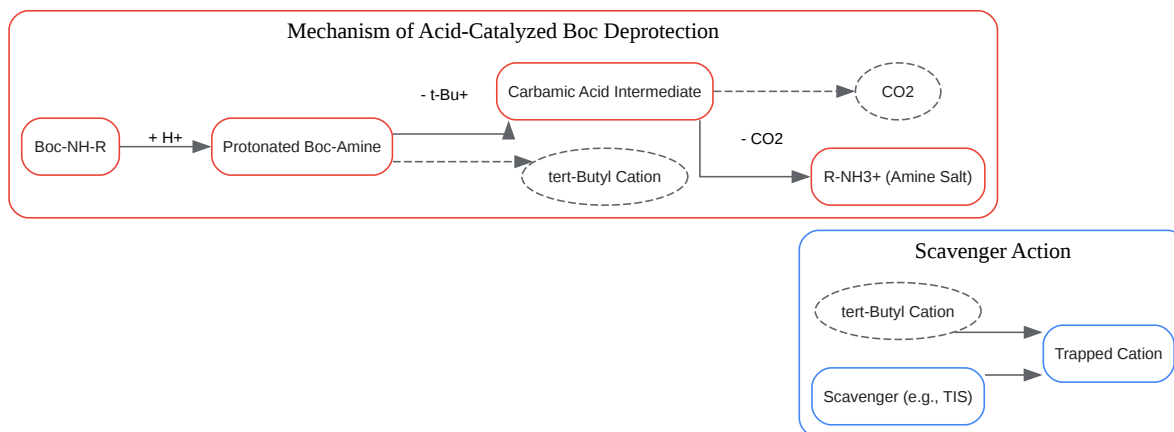 Mechanism of Acid-Catalyzed Boc Deprotection
Boc-NH-R
+ H+
Protonated Boc-Amine
- t-Bu+
Carbamic Acid Intermediate
tert-Butyl Cation
CO2
- CO2
R-NH3+ (Amine Salt)
Scavenger Action
tert-Butyl Cation
Scavenger (e.g., TIS)
Trapped Cation